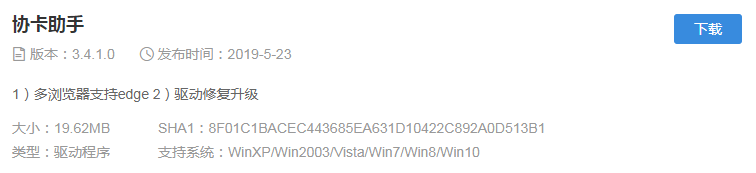 协卡助手
下载
版本：3.4.1.0 发布时间：2019-5-23
1）多浏览器支持edge 2）驱动修复升级
大小：19.62MB SHA1：8F01C1BACEC443685EA631D10422C892A0D513B1
类型：驱动程序 支持系统：WinXP/Win2003/Vista/Win7/Win8/Win10